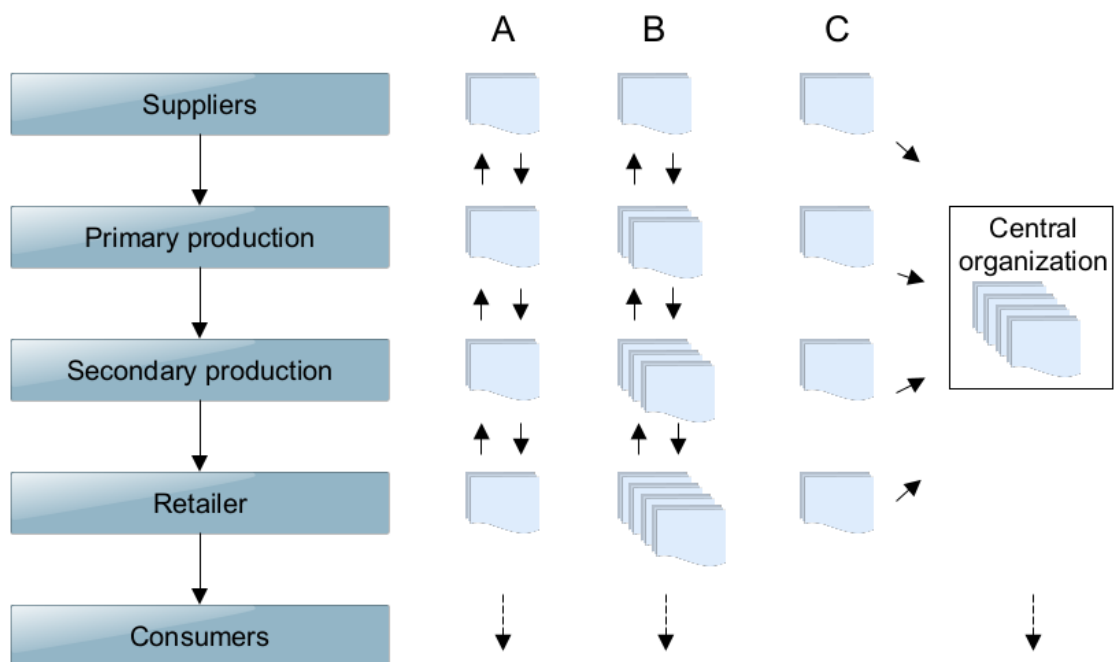 A B C
Suppliers
Primary production
Central
organization
Secondary production
Retailer
Consumers